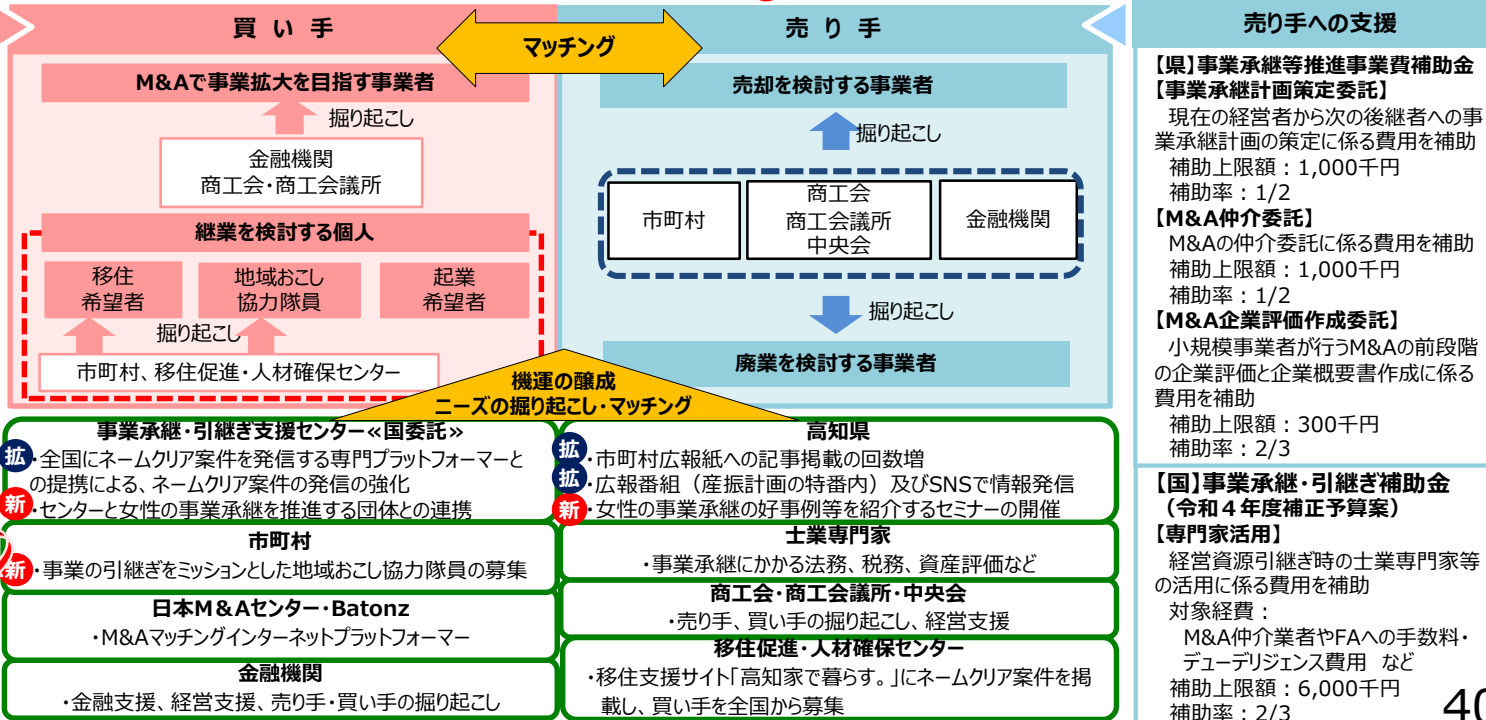 買い手
マッチング
売り手
M&Aで事業拡大を目指す事業者
掘り起こし
金融機関
商工会・商工会議所
継業を検討する個人
移住
希望者
地域おこし
協力隊員
起業
希望者
掘り起こし
市町村、移住促進・人材確保センター
売却を検討する事業者
掘り起こし
市町村
商工会
商工会議所
中央会
金融機関
掘り起こし
廃業を検討する事業者
機運の醸成
ニーズの掘り起こし・マッチング
事業承継・引継ぎ支援センター≪国委託≫
拡 ・全国にネームクリア案件を発信する専門プラットフォーマーと
の提携による、ネームクリア案件の発信の強化
新 ・センターと女性の事業承継を推進する団体との連携
市町村
新 ・事業の引継ぎをミッションとした地域おこし協力隊員の募集
日本M&Aセンター・Batonz
・M&Aマッチングインターネットプラットフォーマー
金融機関
・金融支援、経営支援、売り手・買い手の掘り起こし
高知県
拡 ・市町村広報紙への記事掲載の回数増
拡 ・広報番組（産振計画の特番内）及びSNSで情報発信
新 ・女性の事業承継の好事例等を紹介するセミナーの開催
士業専門家
・事業承継にかかる法務、税務、資産評価など
商工会・商工会議所・中央会
・売り手、買い手の掘り起こし、経営支援
移住促進・人材確保センター
・移住支援サイト「高知家で暮らす。」にネームクリア案件を掲
載し、買い手を全国から募集
売り手への支援
【県】事業承継等推進事業費補助金
【事業承継計画策定委託】
現在の経営者から次の後継者への事
業承継計画の策定に係る費用を補助
補助上限額：1,000千円
補助率：1/2
【M&A仲介委託】
M&Aの仲介委託に係る費用を補助
補助上限額：1,000千円
補助率：1/2
【M&A企業評価作成委託】
小規模事業者が行うM&Aの前段階
の企業評価と企業概要書作成に係る
費用を補助
補助上限額：300千円
補助率：2/3
【国】事業承継・引継ぎ補助金
（令和４年度補正予算案）
【専門家活用】
経営資源引継ぎ時の士業専門家等
の活用に係る費用を補助
対象経費：
M&A仲介業者やFAへの手数料・
デューデリジェンス費用 など
補助上限額：6,000千円
補助率：2/3